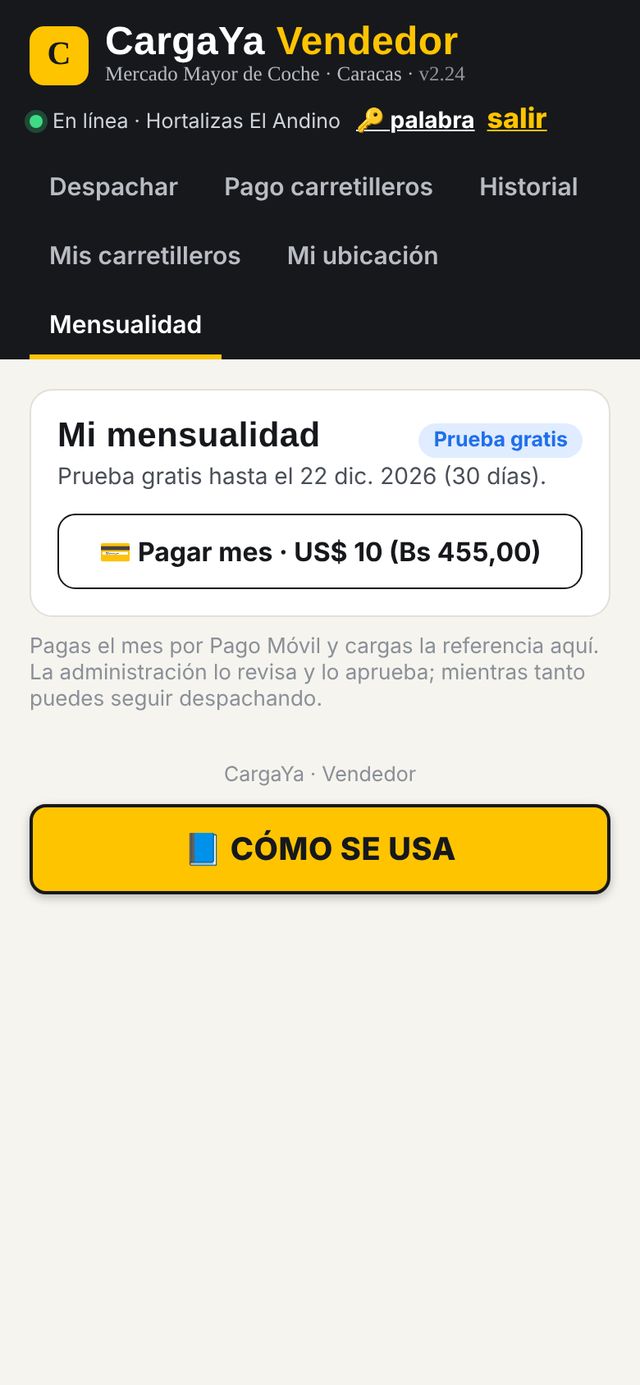 C
CargaYa Vendedor
Mercado Mayor de Coche · Caracas · v2.24
En línea · Hortalizas El Andino 🔑 palabra salir
Despachar Pago carretilleros Historial
Mis carretilleros Mi ubicación
Mensualidad
Mi mensualidad
Prueba gratis
Prueba gratis hasta el 22 dic. 2026 (30 días).
💳 Pagar mes · US$ 10 (Bs 455,00)
Pagas el mes por Pago Móvil y cargas la referencia aquí.
La administración lo revisa y lo aprueba; mientras tanto
puedes seguir despachando.
CargaYa · Vendedor
📘 CÓMO SE USA